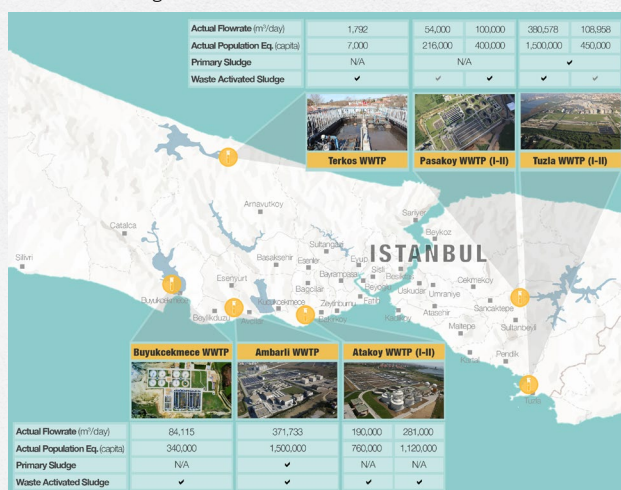 Actual Flowrate (m³/day) 1,792 54,000 100,000 380,578 108,958
Actual Population Eq. (capita) 7,000 216,000 400,000 1,500,000 450,000
Primary Sludge N/A N/A ✔
Waste Activated Sludge ✔ ✔ ✔ ✔ ✔
Terkos WWTP Pasakoy WWTP (I-II) Tuzla WWTP (I-II)
Arnavutkoy
Catalca
Sariyer
Beykoz
Silivri
Sultangazi
Basaksehir Esenler Eyup
ISTANBUL
Sisli Besiktas
Bayrampasa
Beyoglu
Esenyurt
Bagcilar
Uskudar Umraniye
Cekmekoy
Buyukcekmece
Kucukcekmece
Zeytinburnu Fatih
Sancaktepe
Beylikduzu
Avcilar
Bakirkoy
Kadikoy
Atasehir
Sultanbeyli
Maltepe
Kartal
Pendik
Tuzla
Buyukcekmece WWTP Ambarli WWTP Atakoy WWTP (I-II)
Actual Flowrate (m³/day) 84,115 371,733 190,000 281,000
Actual Population Eq. (capita) 340,000 1,500,000 760,000 1,120,000
Primary Sludge N/A ✔ N/A N/A
Waste Activated Sludge ✔ ✔ ✔ ✔